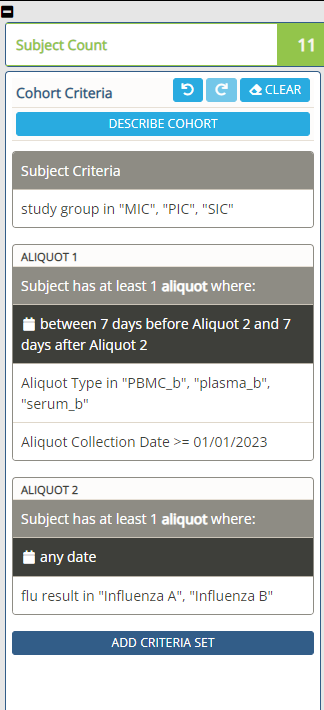 Subject Count
11
Cohort Criteria
CLEAR
DESCRIBE COHORT
Subject Criteria
study group in "MIC", "PIC", "SIC"
ALIQUOT 1
Subject has at least 1 aliquot where:
between 7 days before Aliquot 2 and 7
days after Aliquot 2
Aliquot Type in "PBMC_b", "plasma_b",
"serum_b"
Aliquot Collection Date >= 01/01/2023
ALIQUOT 2
Subject has at least 1 aliquot where:
any date
flu result in "Influenza A", "Influenza B"
ADD CRITERIA SET